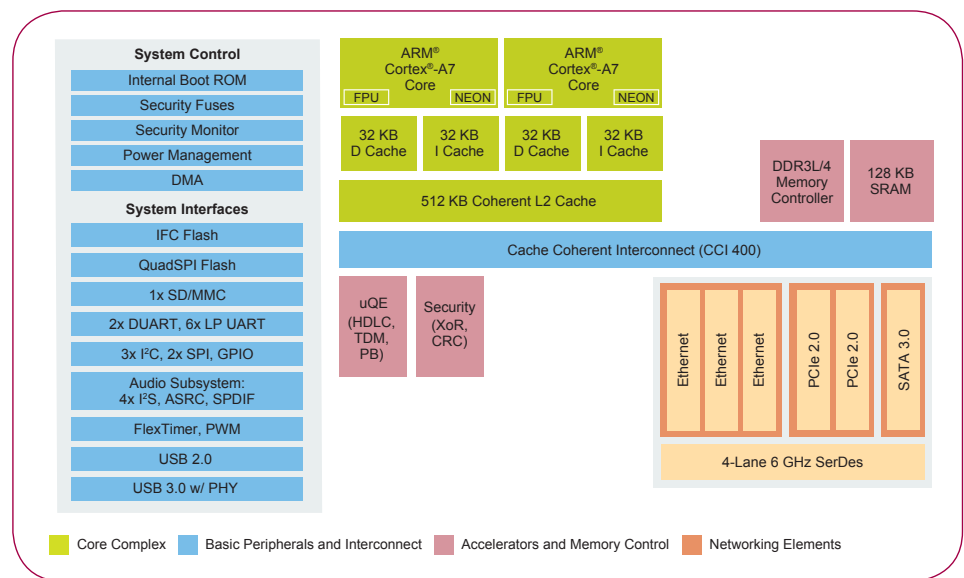 System Control
Internal Boot ROM
Security Fuses
Security Monitor
Power Management
DMA
System Interfaces
IFC Flash
QuadSPI Flash
1x SD/MMC
2x DUART, 6x LP UART
3x I²C, 2x SPI, GPIO
Audio Subsystem:
4x I²S, ASRC, SPDIF
FlexTimer, PWM
USB 2.0
USB 3.0 w/ PHY
ARM®
Cortex®-A7
Core
FPU
NEON
ARM®
Cortex®-A7
Core
FPU
NEON
32 KB
D Cache
32 KB
I Cache
32 KB
D Cache
32 KB
I Cache
512 KB Coherent L2 Cache
DDR3L/4
Memory
Controller
128 KB
SRAM
Cache Coherent Interconnect (CCI 400)
uQE
(HDLC,
TDM,
PB)
Security
(XoR,
CRC)
Ethernet
Ethernet
Ethernet
PCIe 2.0
PCIe 2.0
SATA 3.0
4-Lane 6 GHz SerDes
Core Complex
Basic Peripherals and Interconnect
Accelerators and Memory Control
Networking Elements